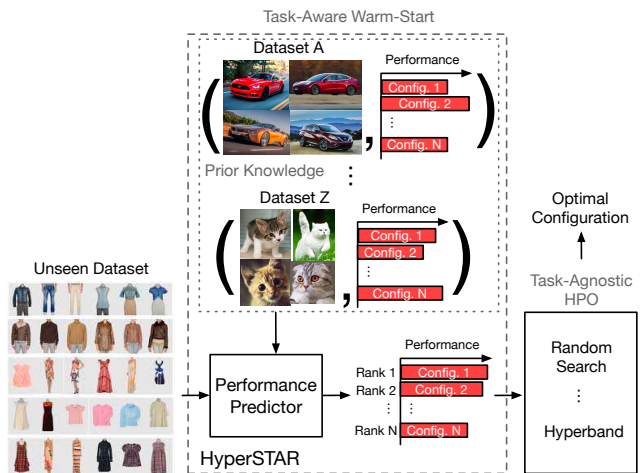 Task-Aware Warm-Start
Dataset A
Performance
Config. 1
Config. 2
⋮
Config. N
(
,
)
Prior Knowledge
⋮
Dataset Z
Performance
Config. 1
Config. 2
⋮
Config. N
(
,
)
Unseen Dataset
Performance
Predictor
Performance
Rank 1 Config. 1
Rank 2 Config. 2
⋮ ⋮
Rank N Config. N
HyperSTAR
Optimal
Configuration
Task-Agnostic
HPO
Random
Search
⋮
Hyperband